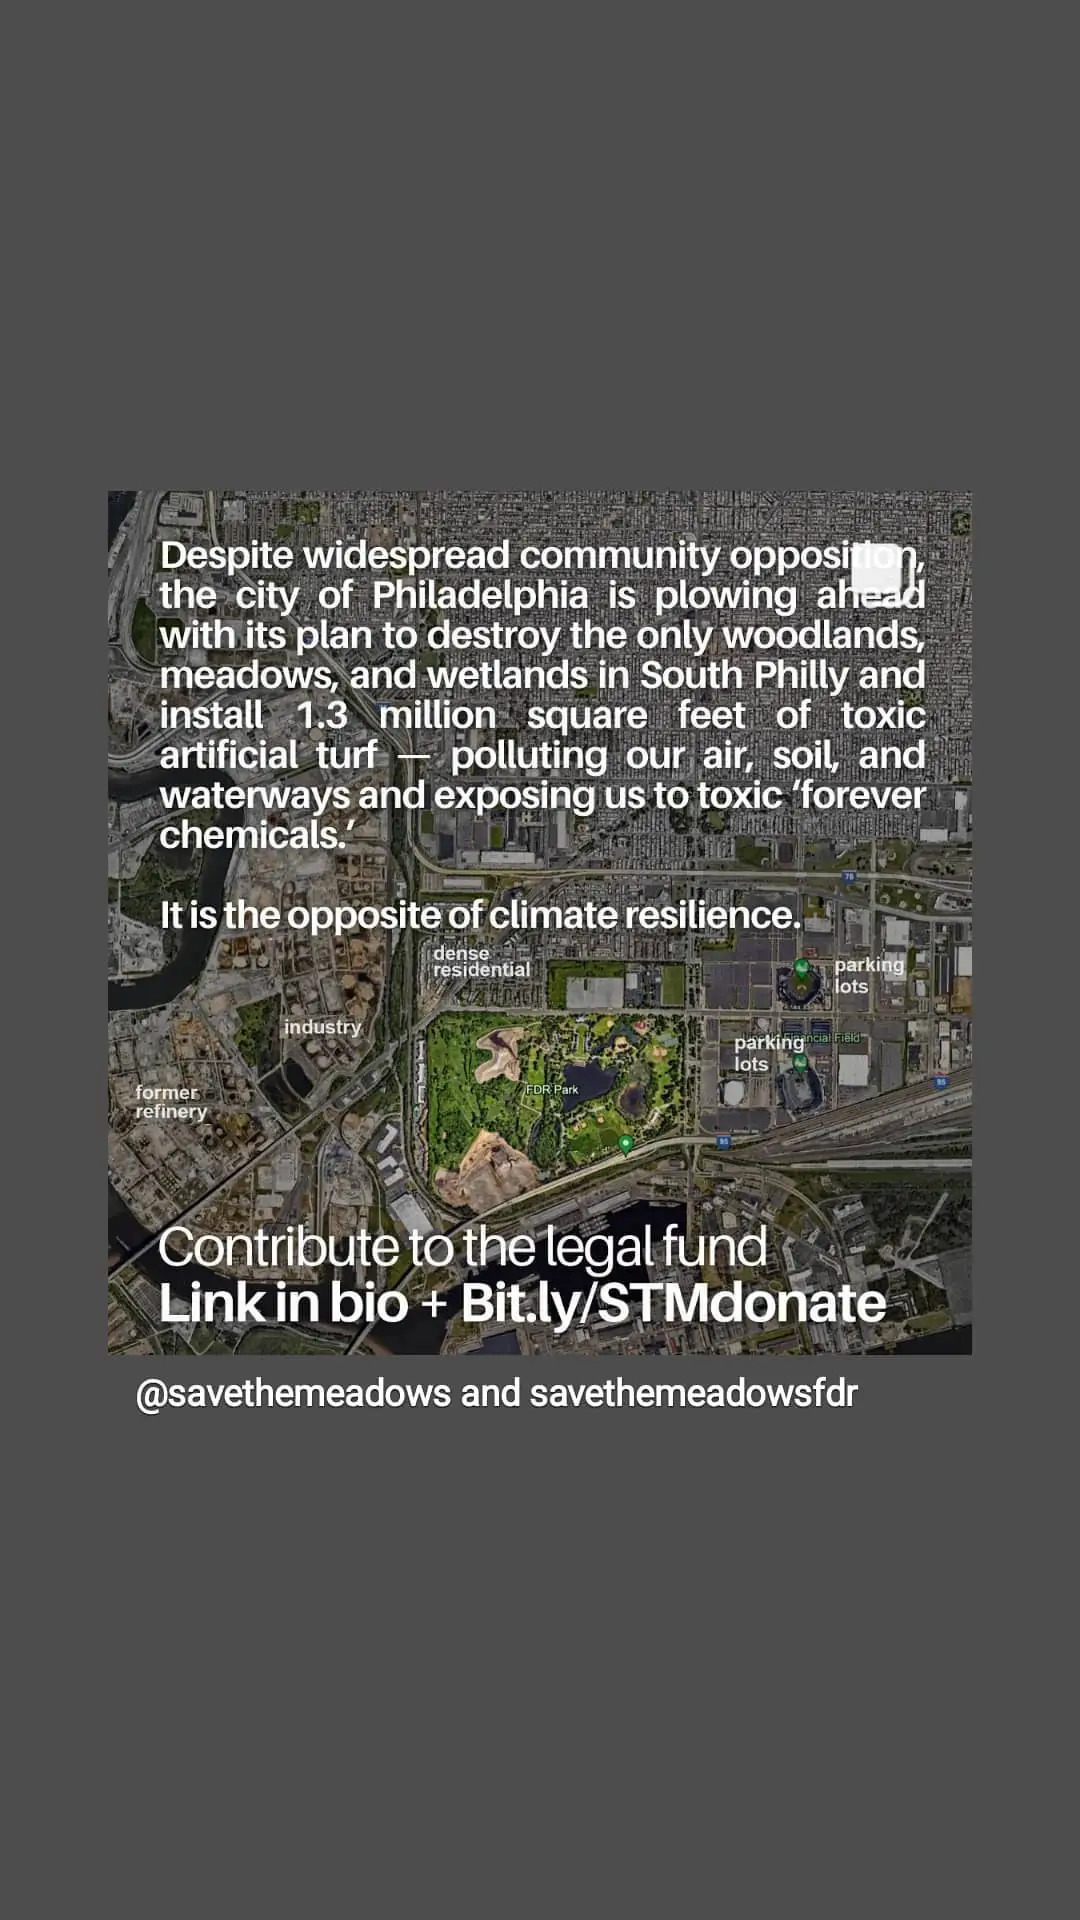 Despite widespread community opposition,
the city of Philadelphia is plowing ahead
with its plan to destroy the only woodlands,
meadows, and wetlands in South Philly and
install 1.3 million square feet of toxic
artificial turf — polluting our air, soil, and
waterways and exposing us to toxic ‘forever
chemicals.’
It is the opposite of climate resilience.
76
dense
residential
parking
lots
industry
Financial Field
parking
lots
former
refinery
FDR Park
95
95
Contribute to the legal fund
Link in bio + Bit.ly/STMdonate
@savethemeadows and savethemeadowsfdr